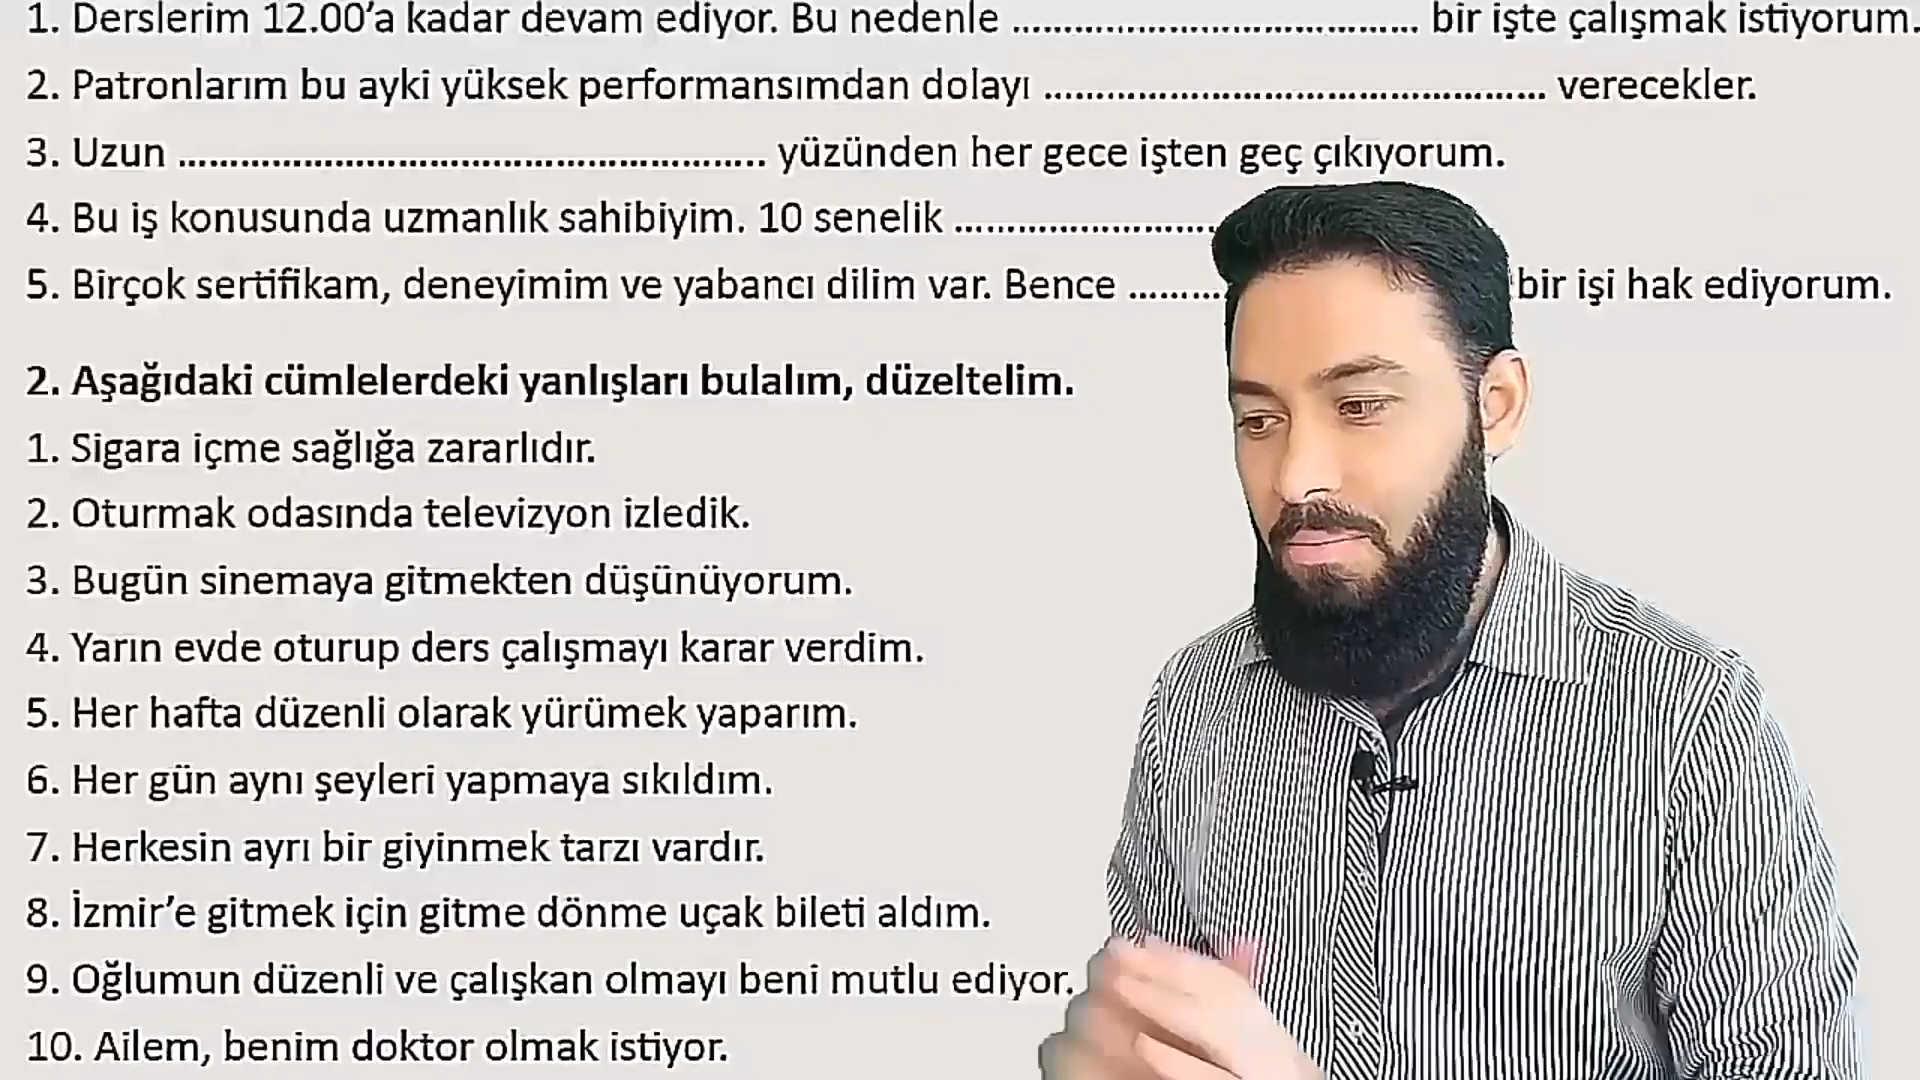 1. Derslerim 12.00’a kadar devam ediyor. Bu nedenle ........................................ bir işte çalışmak istiyorum.
2. Patronlarım bu ayki yüksek performansımdan dolayı ................................................. verecekler.
3. Uzun ......................................................... yüzünden her gece işten geç çıkıyorum.
4. Bu iş konusunda uzmanlık sahibiyim. 10 senelik .........................
5. Birçok sertifikam, deneyimim ve yabancı dilim var. Bence ......... bir işi hak ediyorum.
2. Aşağıdaki cümlelerdeki yanlışları bulalım, düzeltelim.
1. Sigara içme sağlığa zararlıdır.
2. Oturmak odasında televizyon izledik.
3. Bugün sinemaya gitmekten düşünüyorum.
4. Yarın evde oturup ders çalışmayı karar verdim.
5. Her hafta düzenli olarak yürümek yaparım.
6. Her gün aynı şeyleri yapmaya sıkıldım.
7. Herkesin ayrı bir giyinmek tarzı vardır.
8. İzmir’e gitmek için gitme dönme uçak bileti aldım.
9. Oğlumun düzenli ve çalışkan olmayı beni mutlu ediyor.
10. Ailem, benim doktor olmak istiyor.